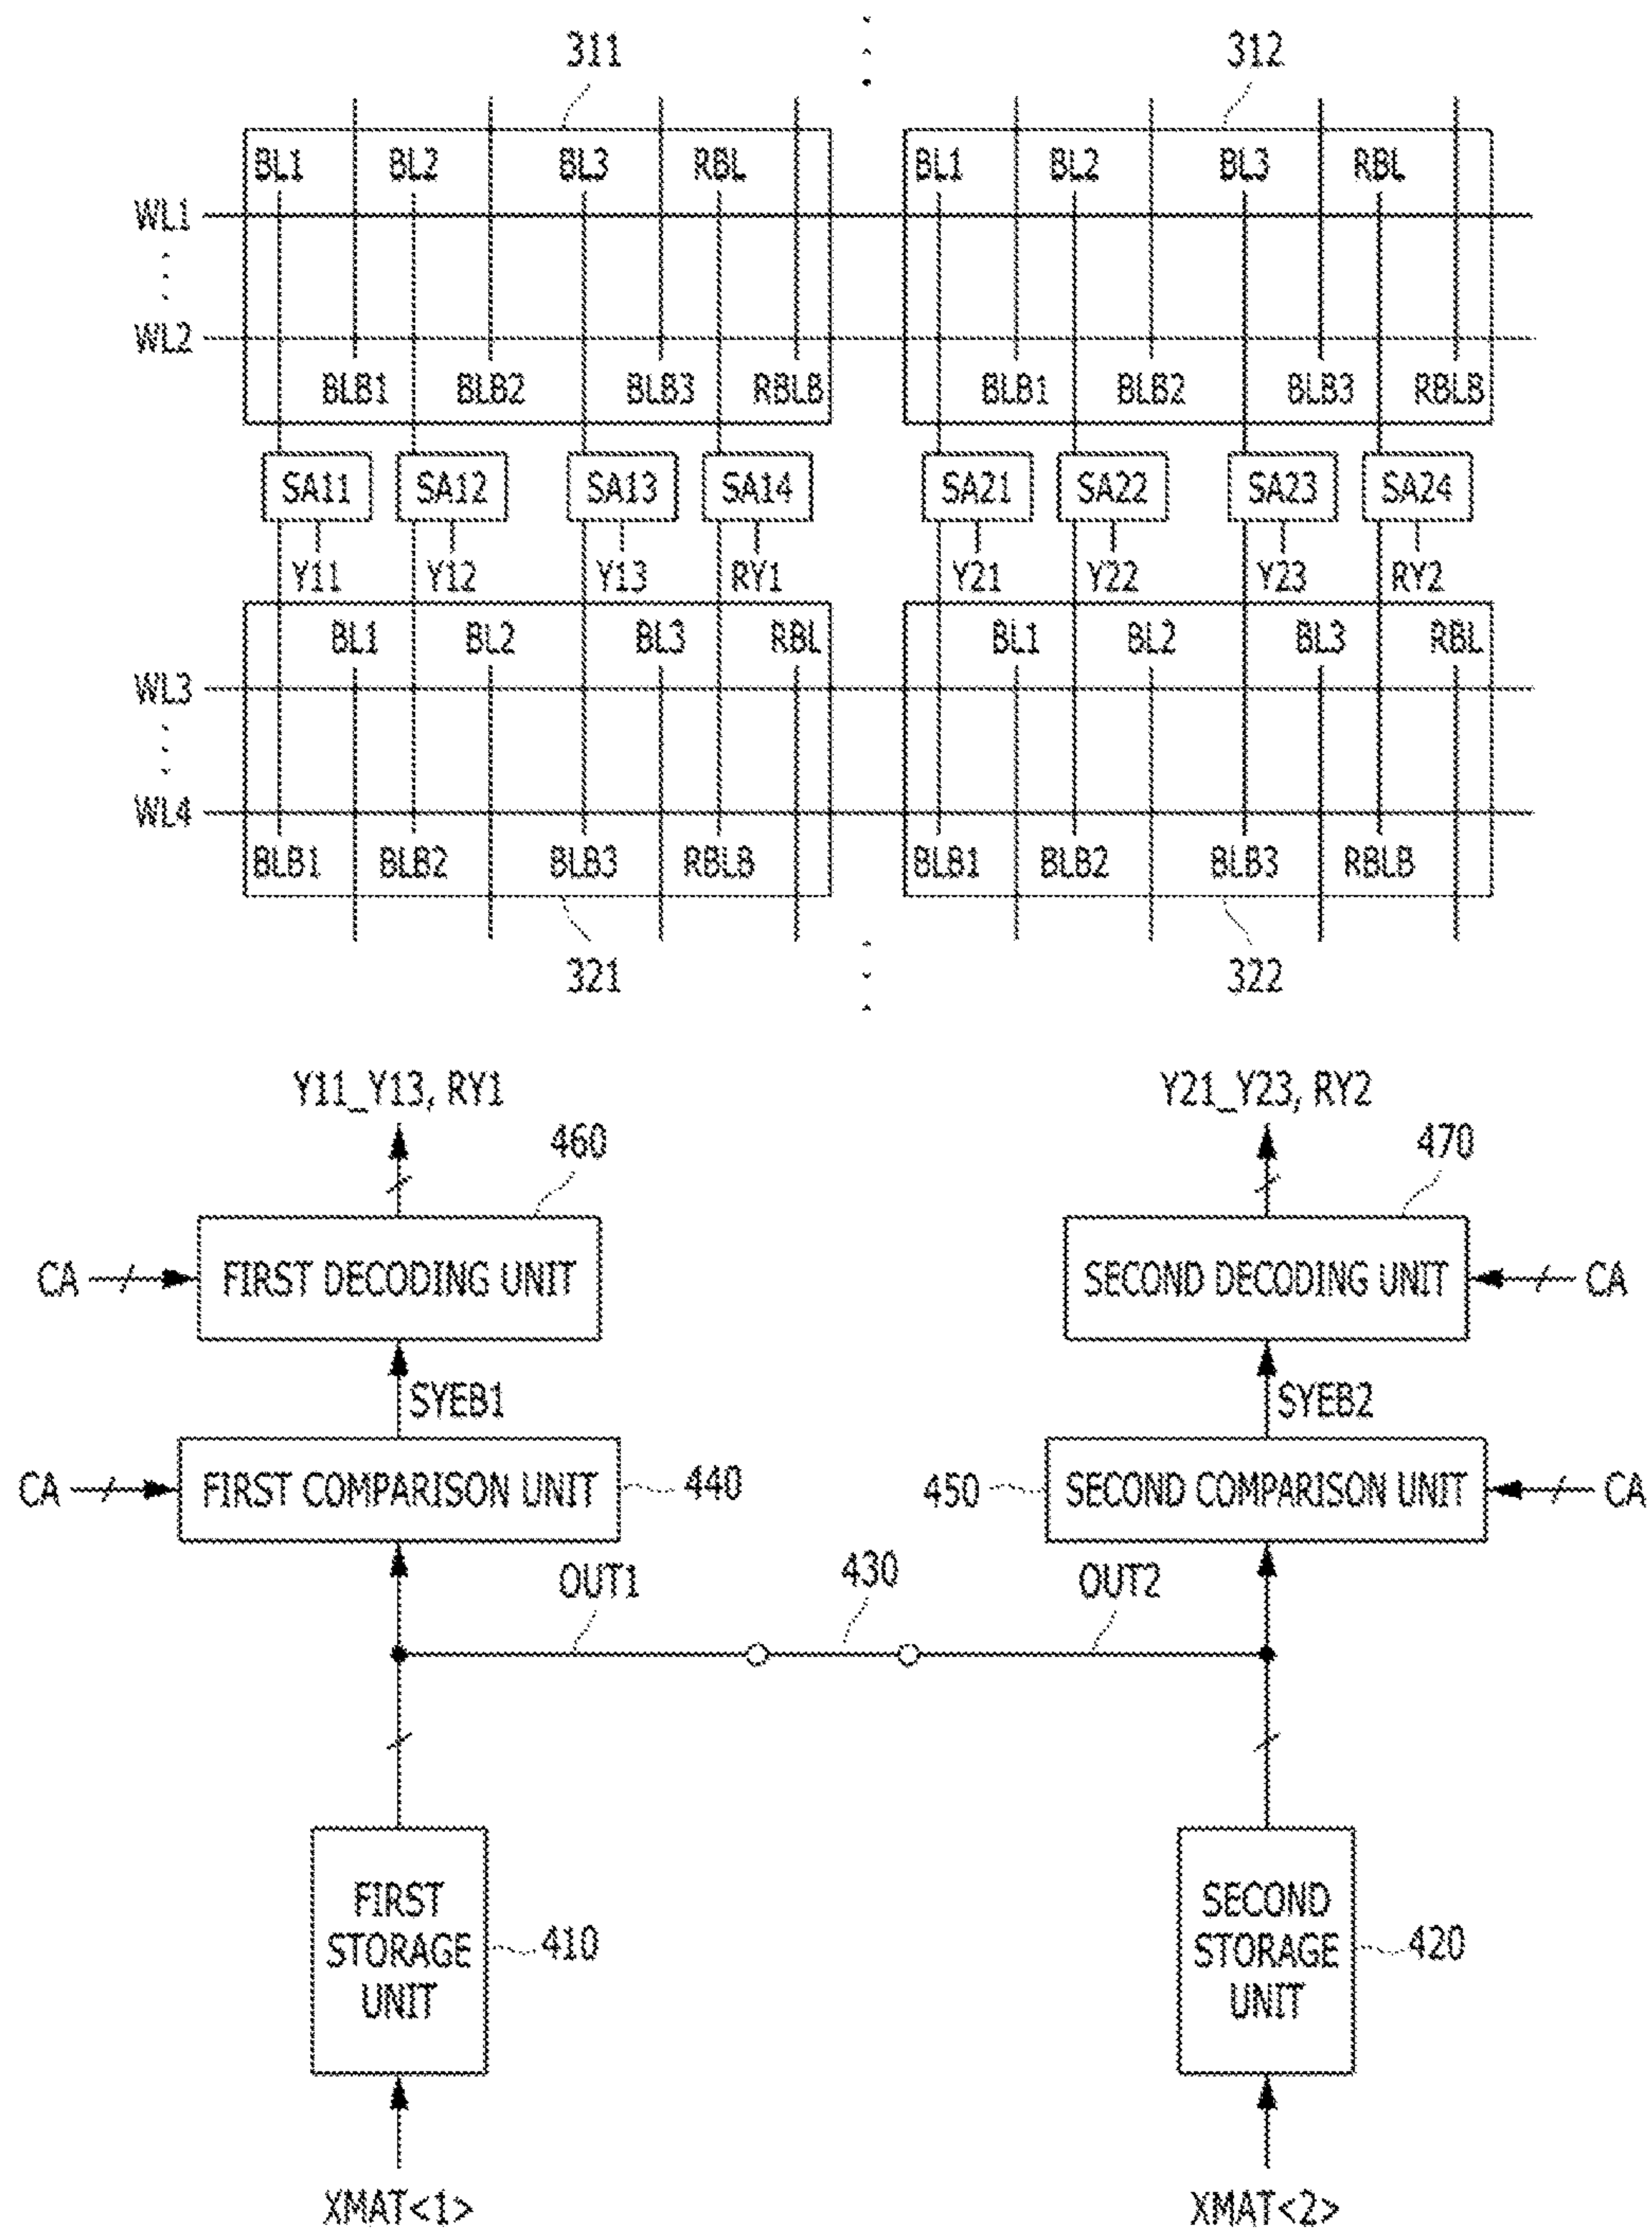 311 312
BL1 BL2 BL3 RBL BL1 BL2 BL3 RBL
WL1
WL2
BLB1 BLB2 BLB3 RBLB BLB1 BLB2 BLB3 RBLB
SA11 SA12 SA13 SA14 SA21 SA22 SA23 SA24
Y11 Y12 Y13 RY1 Y21 Y22 Y23 RY2
BL1 BL2 BL3 RBL BL1 BL2 BL3 RBL
WL3
WL4
BLB1 BLB2 BLB3 RBLB BLB1 BLB2 BLB3 RBLB
321 322
Y11_Y13, RY1 Y21_Y23, RY2
460 470
CA FIRST DECODING UNIT SECOND DECODING UNIT CA
SYEB1 SYEB2
CA FIRST COMPARISON UNIT 440 450 SECOND COMPARISON UNIT CA
OUT1 430 OUT2
FIRST
STORAGE
UNIT
410
SECOND
STORAGE
UNIT
420
XMAT<1> XMAT<2>